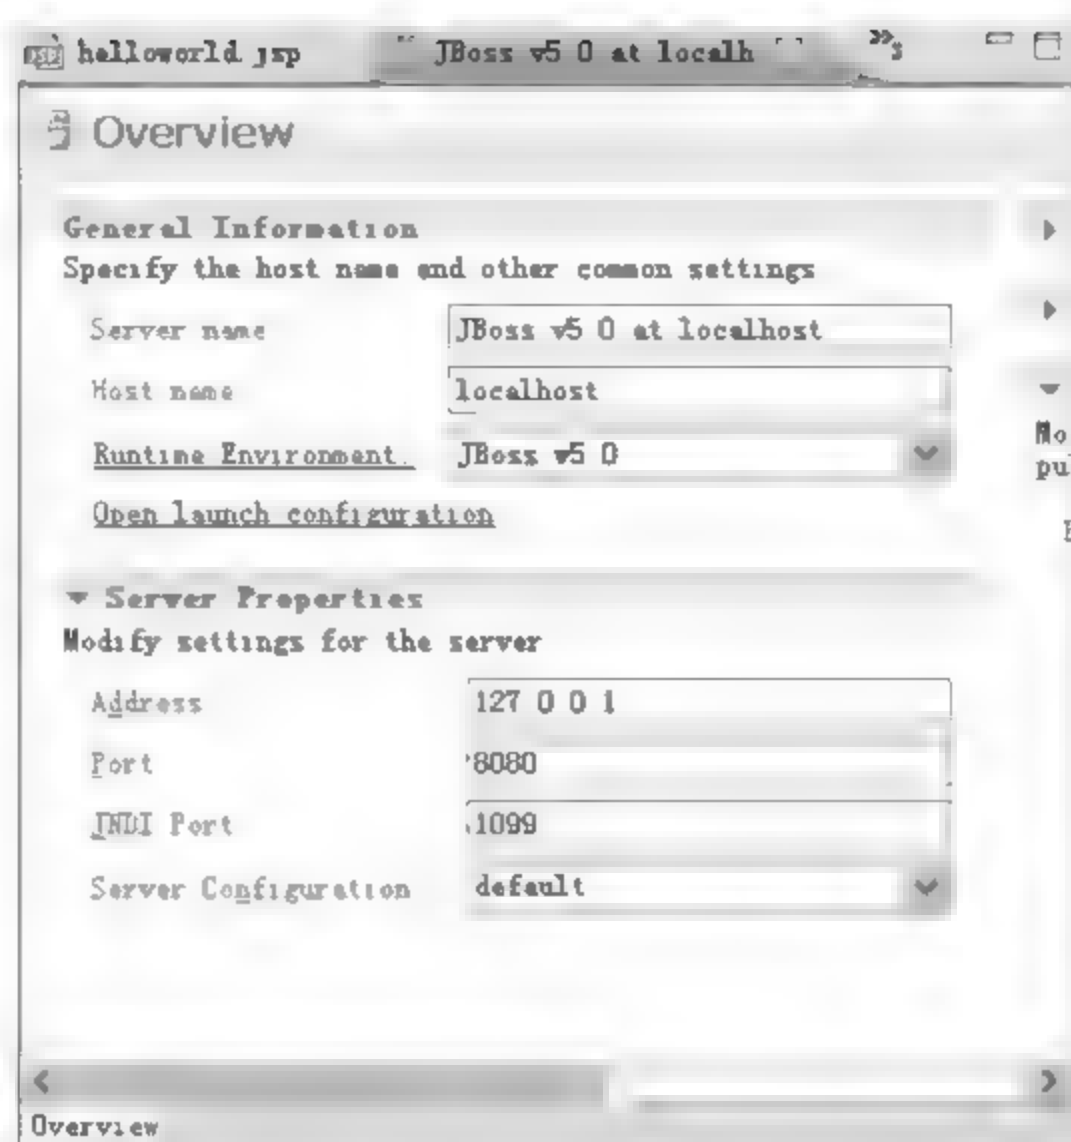 helloworld.jsp JBoss v5.0 at localh
Overview
General Information
Specify the host name and other common settings
Server name JBoss v5.0 at localhost
Host name localhost
Runtime Environment. JBoss v5.0
Open launch configuration
Server Properties
Modify settings for the server
Address 127.0.0.1
Port 8080
JNDI Port 1099
Server Configuration default
Overview